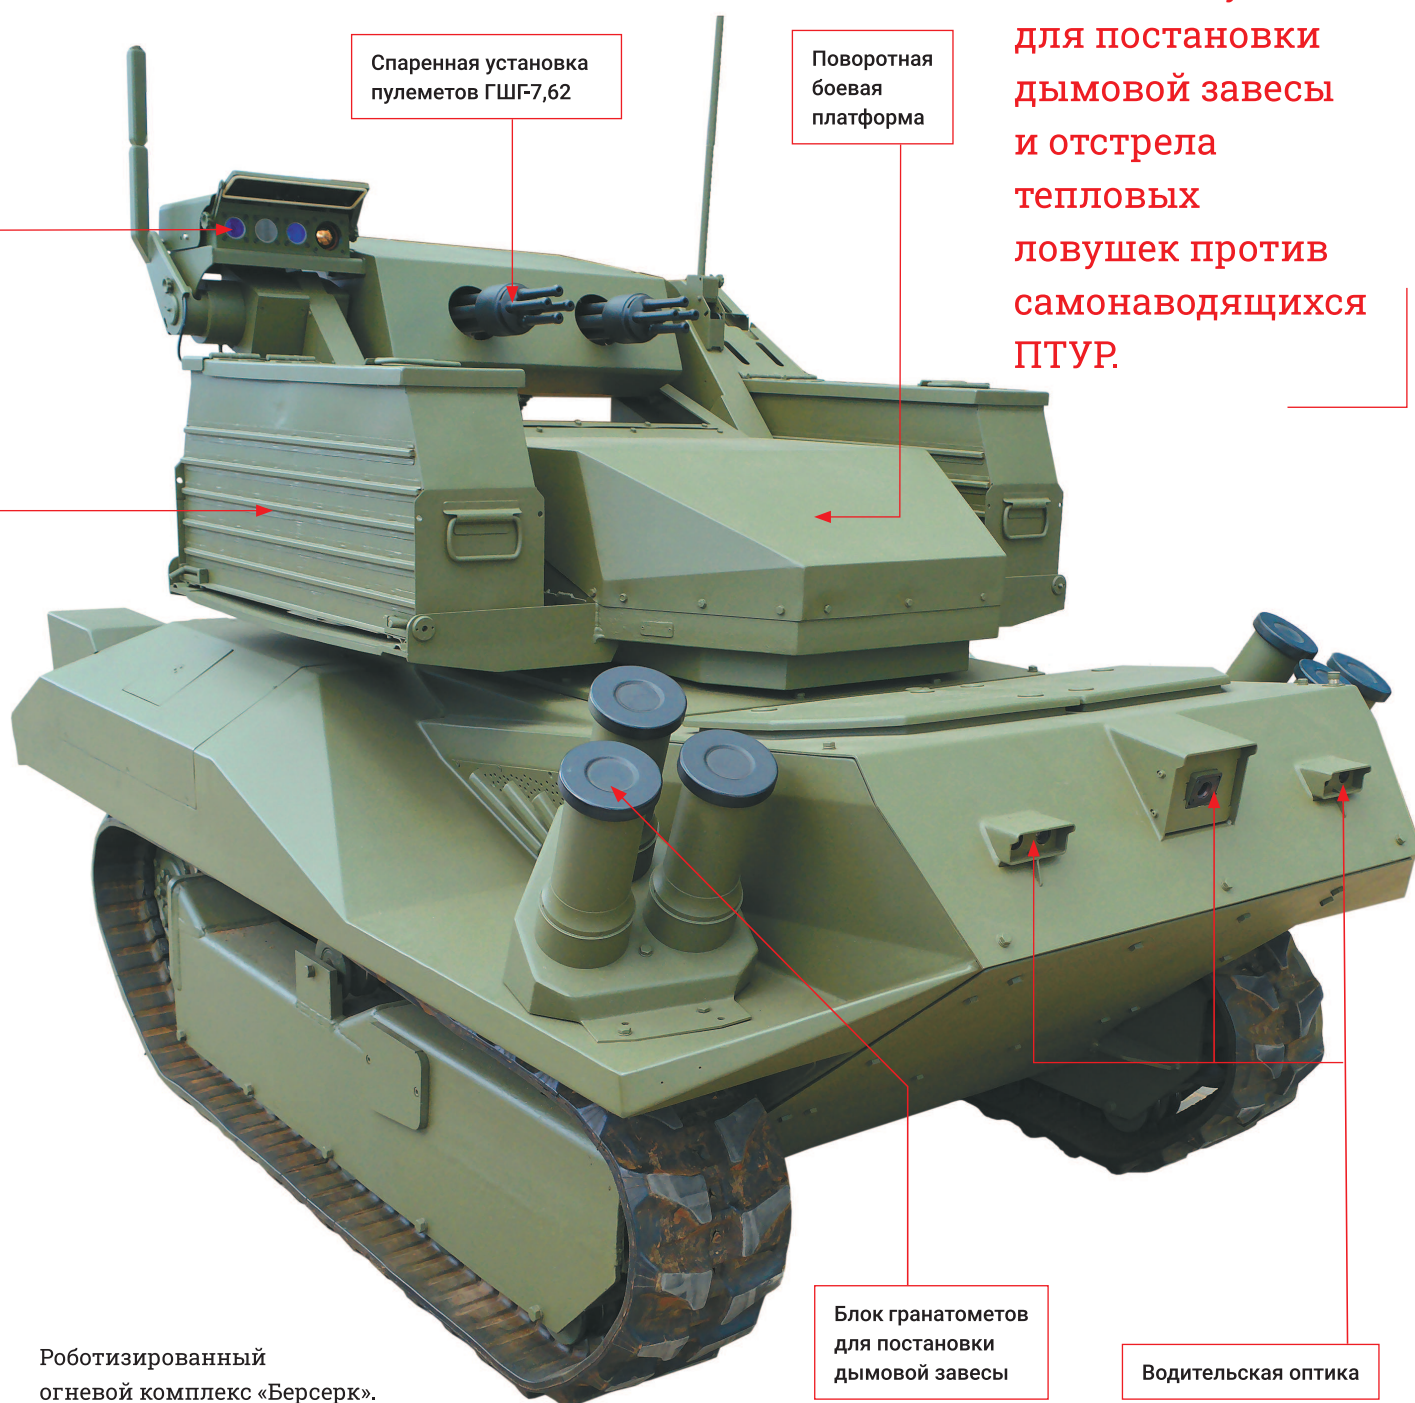 Спаренная установка
пулеметов ГШГ-7,62
Поворотная
боевая
платформа
для постановки
дымовой завесы
и отстрела
тепловых
ловушек против
самонаводящихся
ПТУР.
Блок гранатометов
для постановки
дымовой завесы
Водительская оптика
Роботизированный
огневой комплекс «Берсерк».